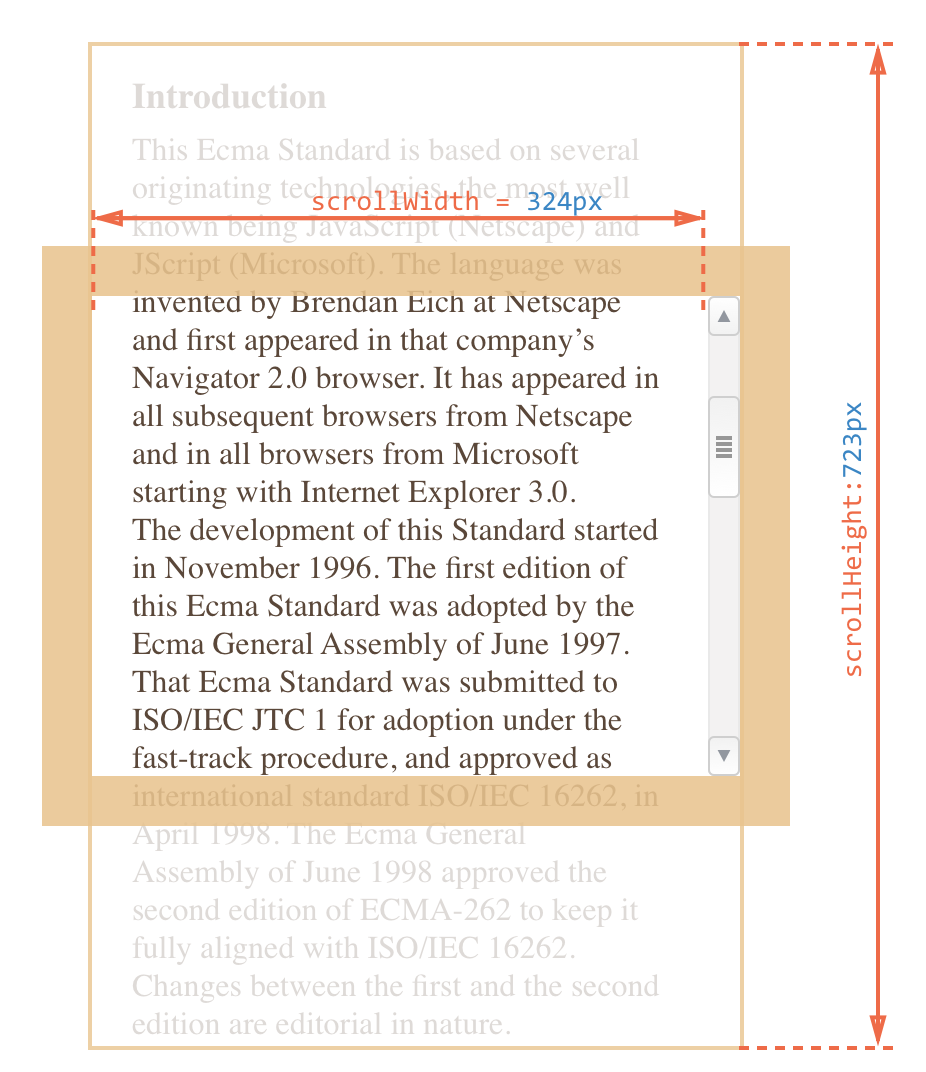 Introduction
This Ecma Standard is based on several
originating technologies, the most well
scrollWidth = 324px
known being JavaScript (Netscape) and
JScript (Microsoft). The language was
invented by Brendan Eich at Netscape
and first appeared in that company’s
Navigator 2.0 browser. It has appeared in
all subsequent browsers from Netscape
and in all browsers from Microsoft
starting with Internet Explorer 3.0.
The development of this Standard started
in November 1996. The first edition of
this Ecma Standard was adopted by the
Ecma General Assembly of June 1997.
That Ecma Standard was submitted to
ISO/IEC JTC 1 for adoption under the
fast-track procedure, and approved as
international standard ISO/IEC 16262, in
April 1998. The Ecma General
Assembly of June 1998 approved the
second edition of ECMA-262 to keep it
fully aligned with ISO/IEC 16262.
Changes between the first and the second
edition are editorial in nature.
scrollHeight:723px